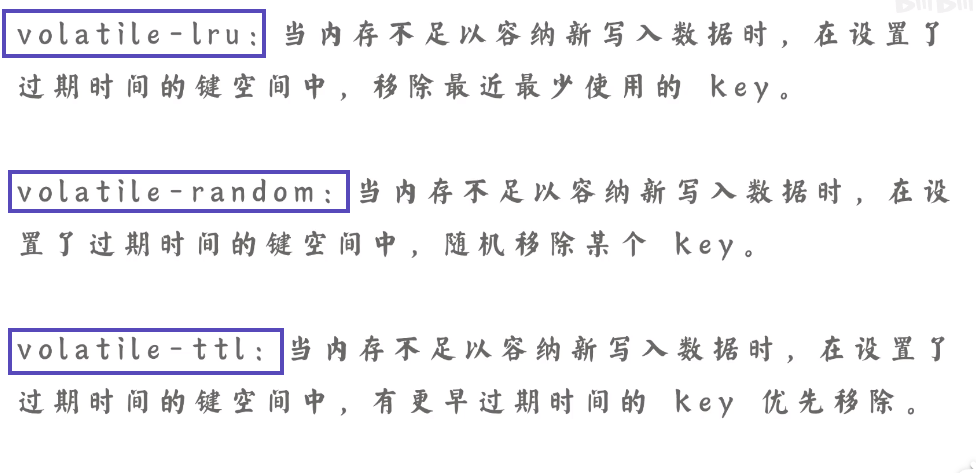 BiliBili
volatile-lru：当内存不足以容纳新写入数据时，在设置了
过期时间的键空间中，移除最近最少使用的 key。
volatile-random：当内存不足以容纳新写入数据时，在设
置了过期时间的键空间中，随机移除某个 key。
volatile-ttl：当内存不足以容纳新写入数据时，在设置了
过期时间的键空间中，有更早过期时间的 key 优先移除。